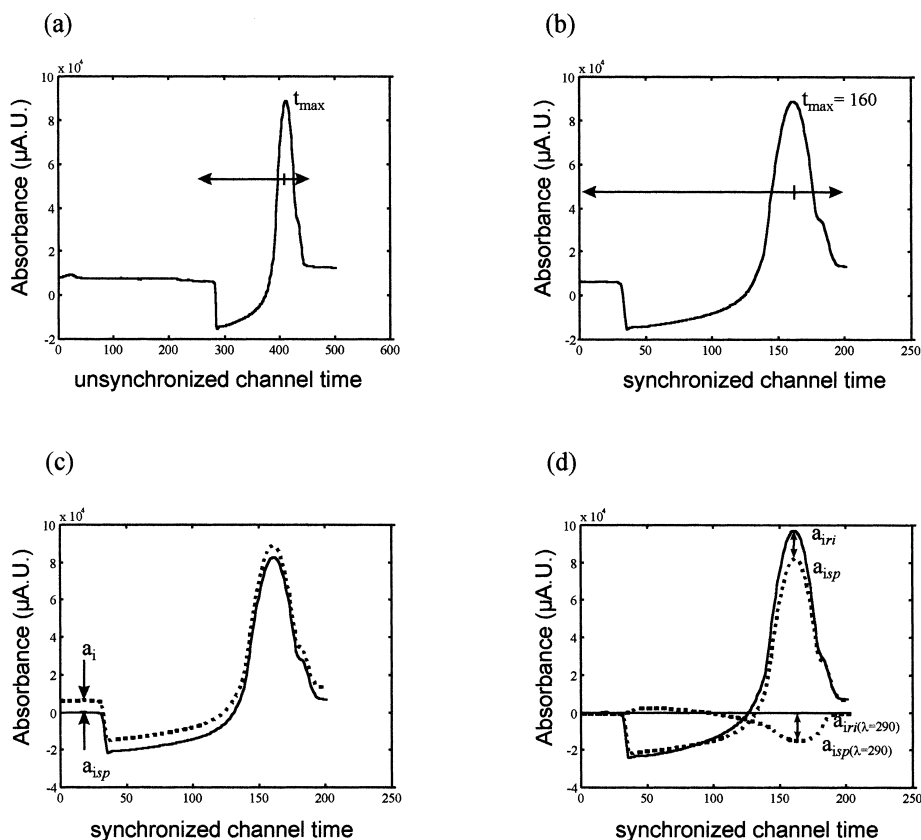 (a)
x 10⁴
10
8
6
4
2
0
-2
0 100 200 300 400 500 600
t_max
Absorbance (µA.U.)
unsynchronized channel time
(b)
x 10⁴
10
8
6
4
2
0
-2
0 50 100 150 200 250
t_max = 160
Absorbance (µA.U.)
synchronized channel time
(c)
x 10⁴
10
8
6
4
2
0
-2
-4
0 50 100 150 200 250
a_i
a_isp
Absorbance (µA.U.)
synchronized channel time
(d)
x 10⁴
10
8
6
4
2
0
-2
-4
0 50 100 150 200 250
a_iri
a_isp
a_iri(λ=290)
a_isp(λ=290)
Absorbance (µA.U.)
synchronized channel time